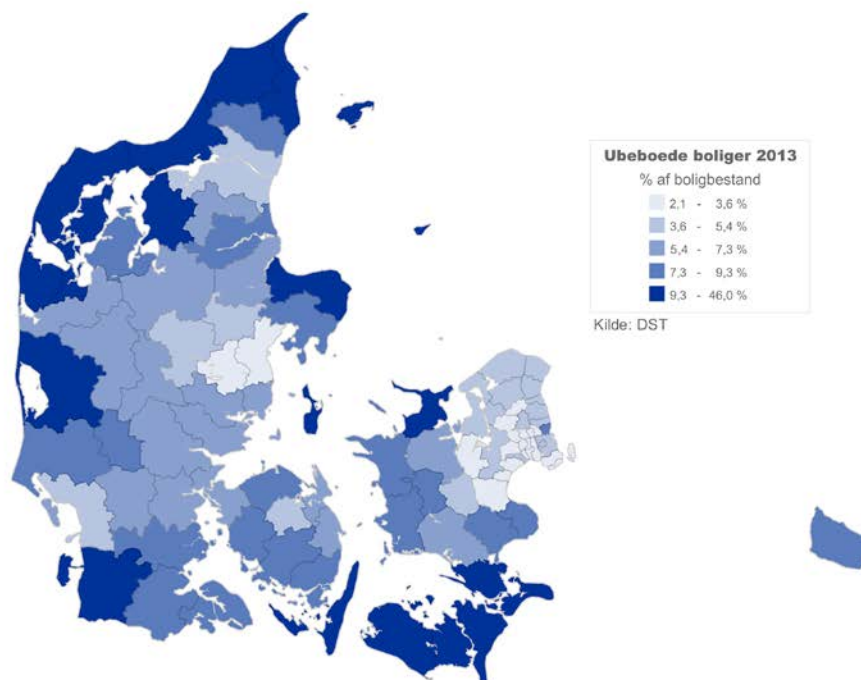 Ubeboede boliger 2013
% af boligbestand
2,1 - 3,6 %
3,6 - 5,4 %
5,4 - 7,3 %
7,3 - 9,3 %
9,3 - 46,0 %
Kilde: DST